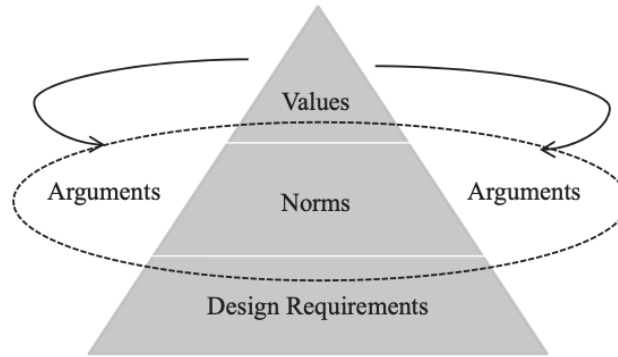 Values
Arguments
Norms
Arguments
Design Requirements